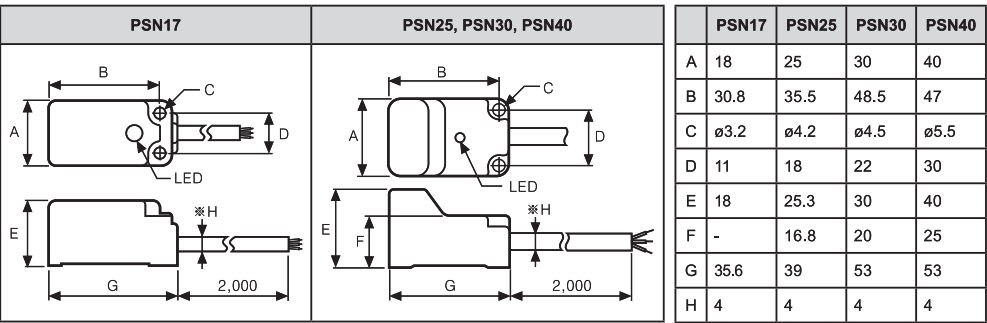 PSN17
PSN25, PSN30, PSN40
B
C
A
D
LED
※H
E
G
2,000
B
C
A
D
LED
※H
E
F
G
2,000
PSN17 PSN25 PSN30 PSN40
A 18 25 30 40
B 30.8 35.5 48.5 47
C ø3.2 ø4.2 ø4.5 ø5.5
D 11 18 22 30
E 18 25.3 30 40
F - 16.8 20 25
G 35.6 39 53 53
H 4 4 4 4